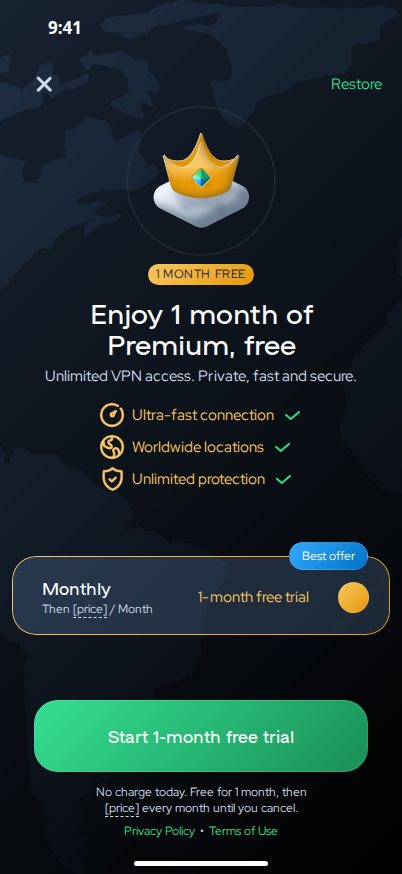 9:41
Restore
1 MONTH FREE
Enjoy 1 month of
Premium, free
Unlimited VPN access. Private, fast and secure.
Ultra-fast connection
Worldwide locations
Unlimited protection
Best offer
Monthly
1-month free trial
Then [price] / Month
Start 1-month free trial
No charge today. Free for 1 month, then
[price] every month until you cancel.
Privacy Policy • Terms of Use